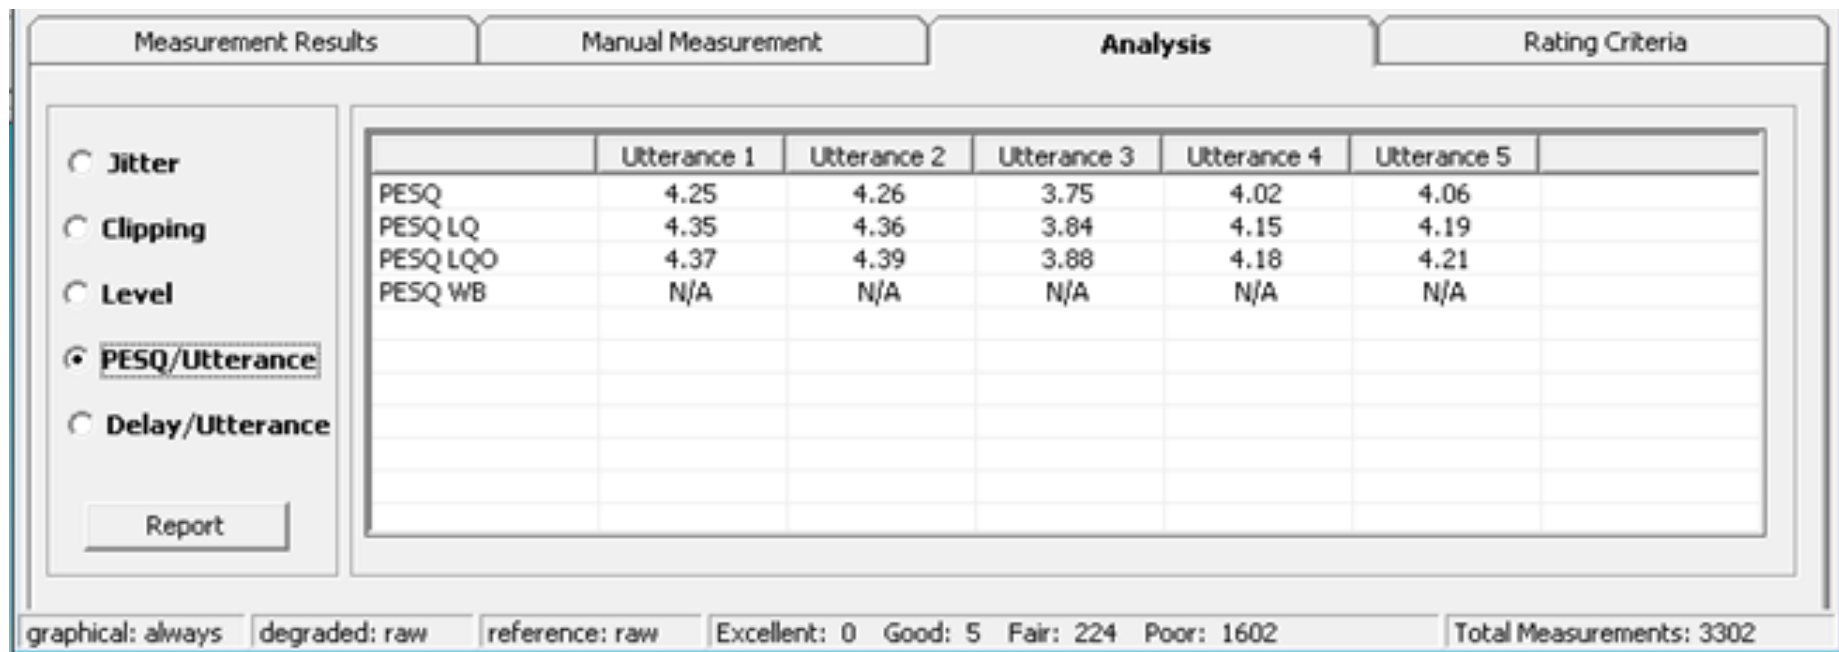 Measurement Results Manual Measurement Analysis Rating Criteria
Jitter
Clipping
Level
PESQ/Utterance
Delay/Utterance
Report
Utterance 1 Utterance 2 Utterance 3 Utterance 4 Utterance 5
PESQ 4.25 4.26 3.75 4.02 4.06
PESQ LQ 4.35 4.36 3.84 4.15 4.19
PESQ LQO 4.37 4.39 3.88 4.18 4.21
PESQ WB N/A N/A N/A N/A N/A
graphical: always degraded: raw reference: raw Excellent: 0 Good: 5 Fair: 224 Poor: 1602 Total Measurements: 3302